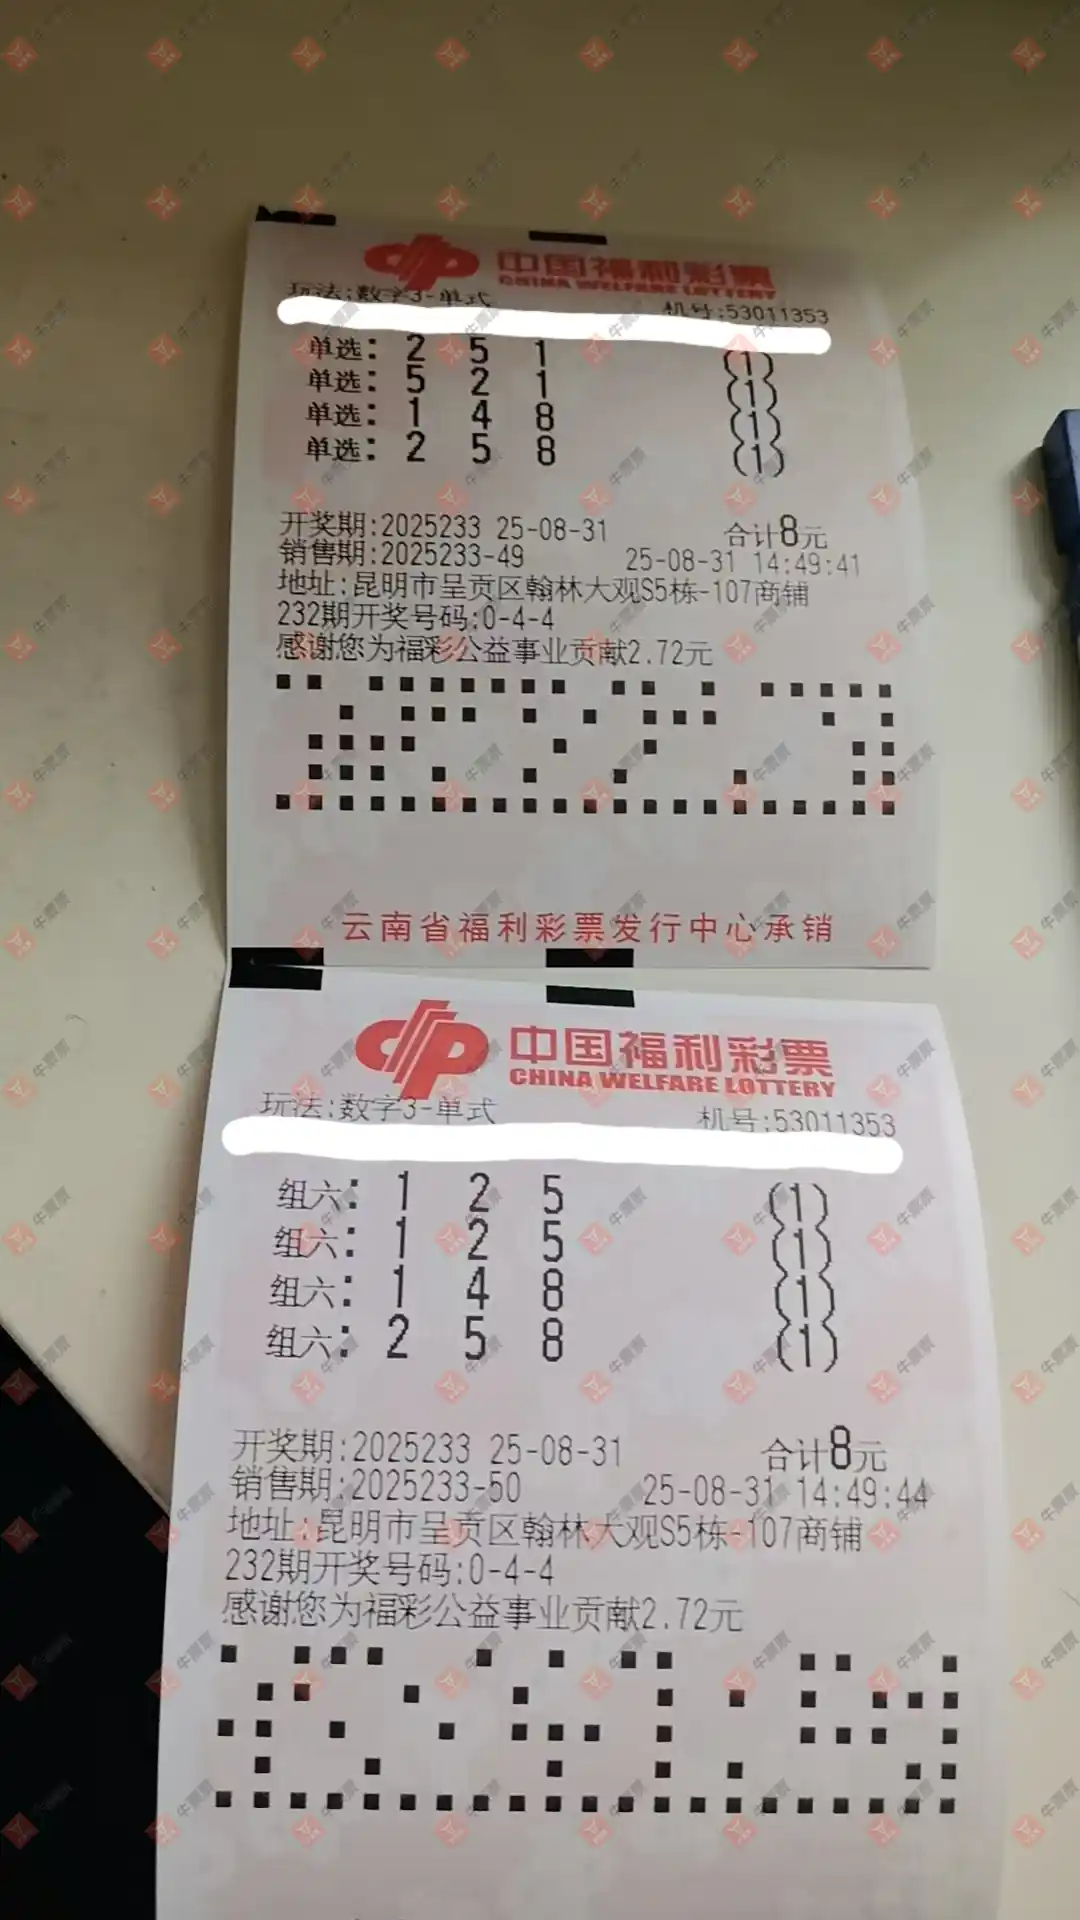 中国福利彩票
CHINA WELFARE LOTTERY
玩法:数字3-单式 机号:53011353
单选: 2 5 1 (1)
单选: 5 2 1 (1)
单选: 1 4 8 (1)
单选: 2 5 8 (1)
开奖期:2025233 25-08-31 合计8元
销售期:2025233-49 25-08-31 14:49:41
地址:昆明市呈贡区翰林大观S5栋-107商铺
232期开奖号码:0-4-4
感谢您为福彩公益事业贡献2.72元
云南省福利彩票发行中心承销
中国福利彩票
CHINA WELFARE LOTTERY
玩法:数字3-单式 机号:53011353
组六: 1 2 5 (1)
组六: 1 2 5 (1)
组六: 1 4 8 (1)
组六: 2 5 8 (1)
开奖期:2025233 25-08-31 合计8元
销售期:2025233-50 25-08-31 14:49:44
地址:昆明市呈贡区翰林大观S5栋-107商铺
232期开奖号码:0-4-4
感谢您为福彩公益事业贡献2.72元
牛票票